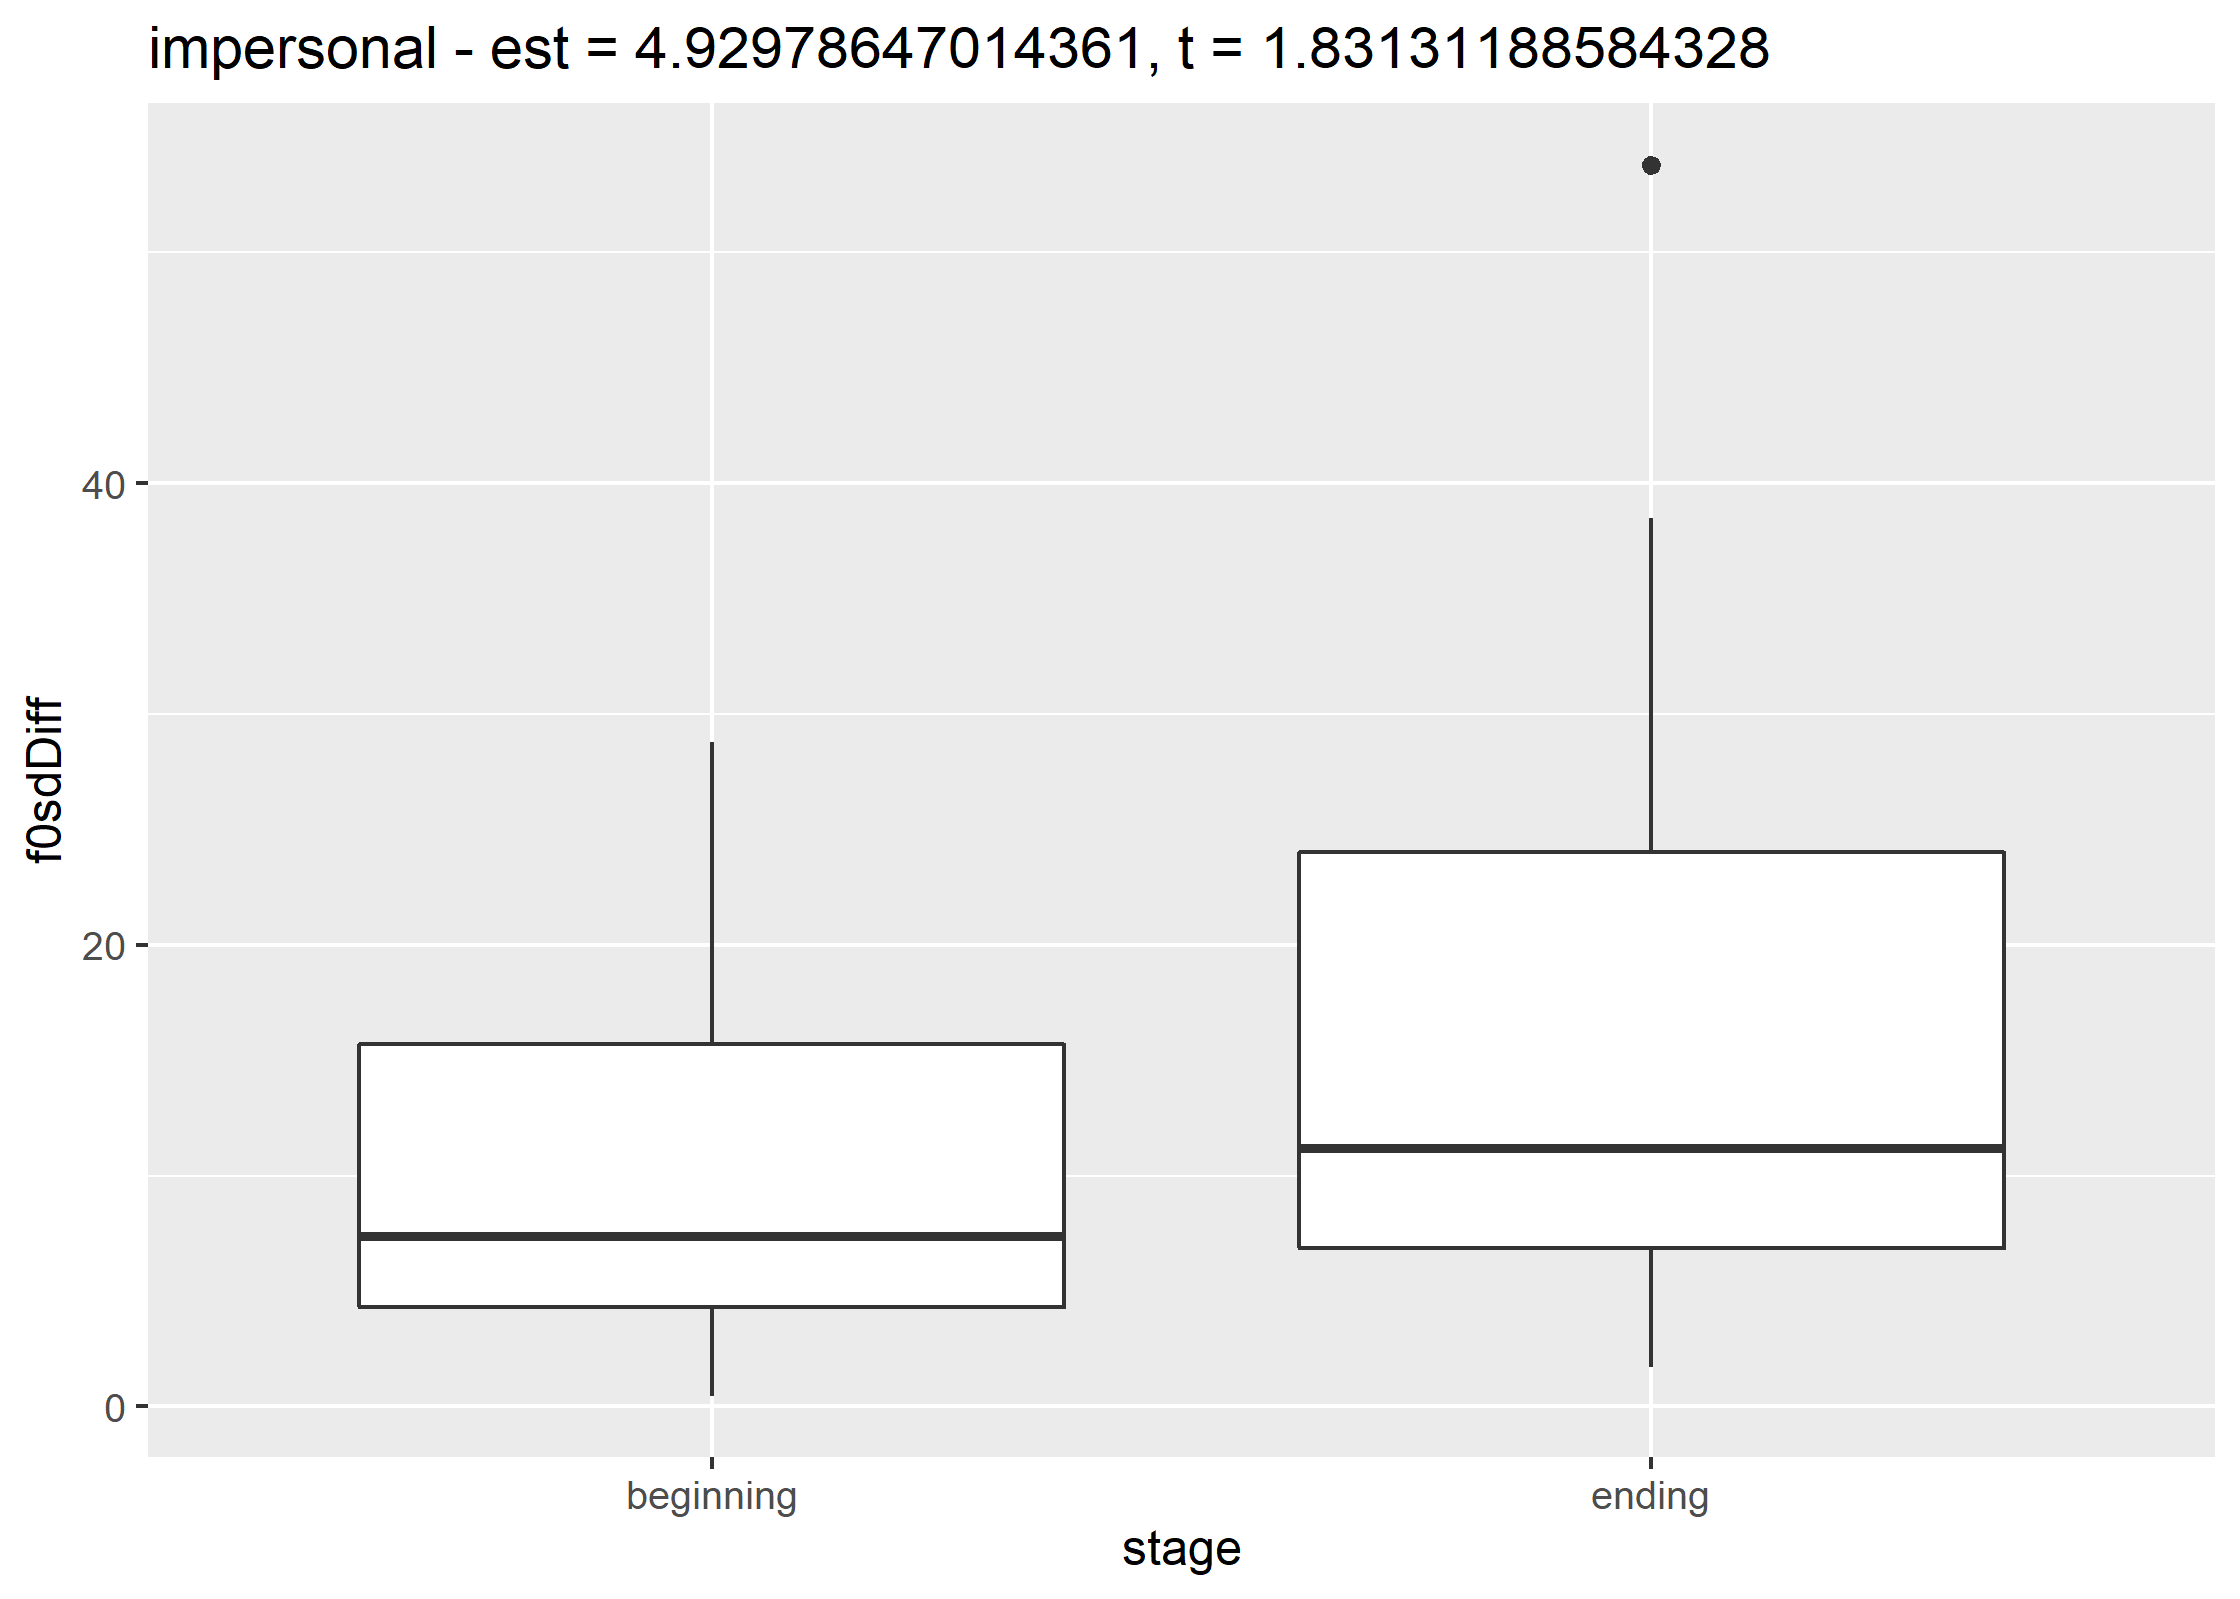 impersonal - est = 4.92978647014361, t = 1.83131188584328
f0sdDiff
40
20
0
beginning
ending
stage